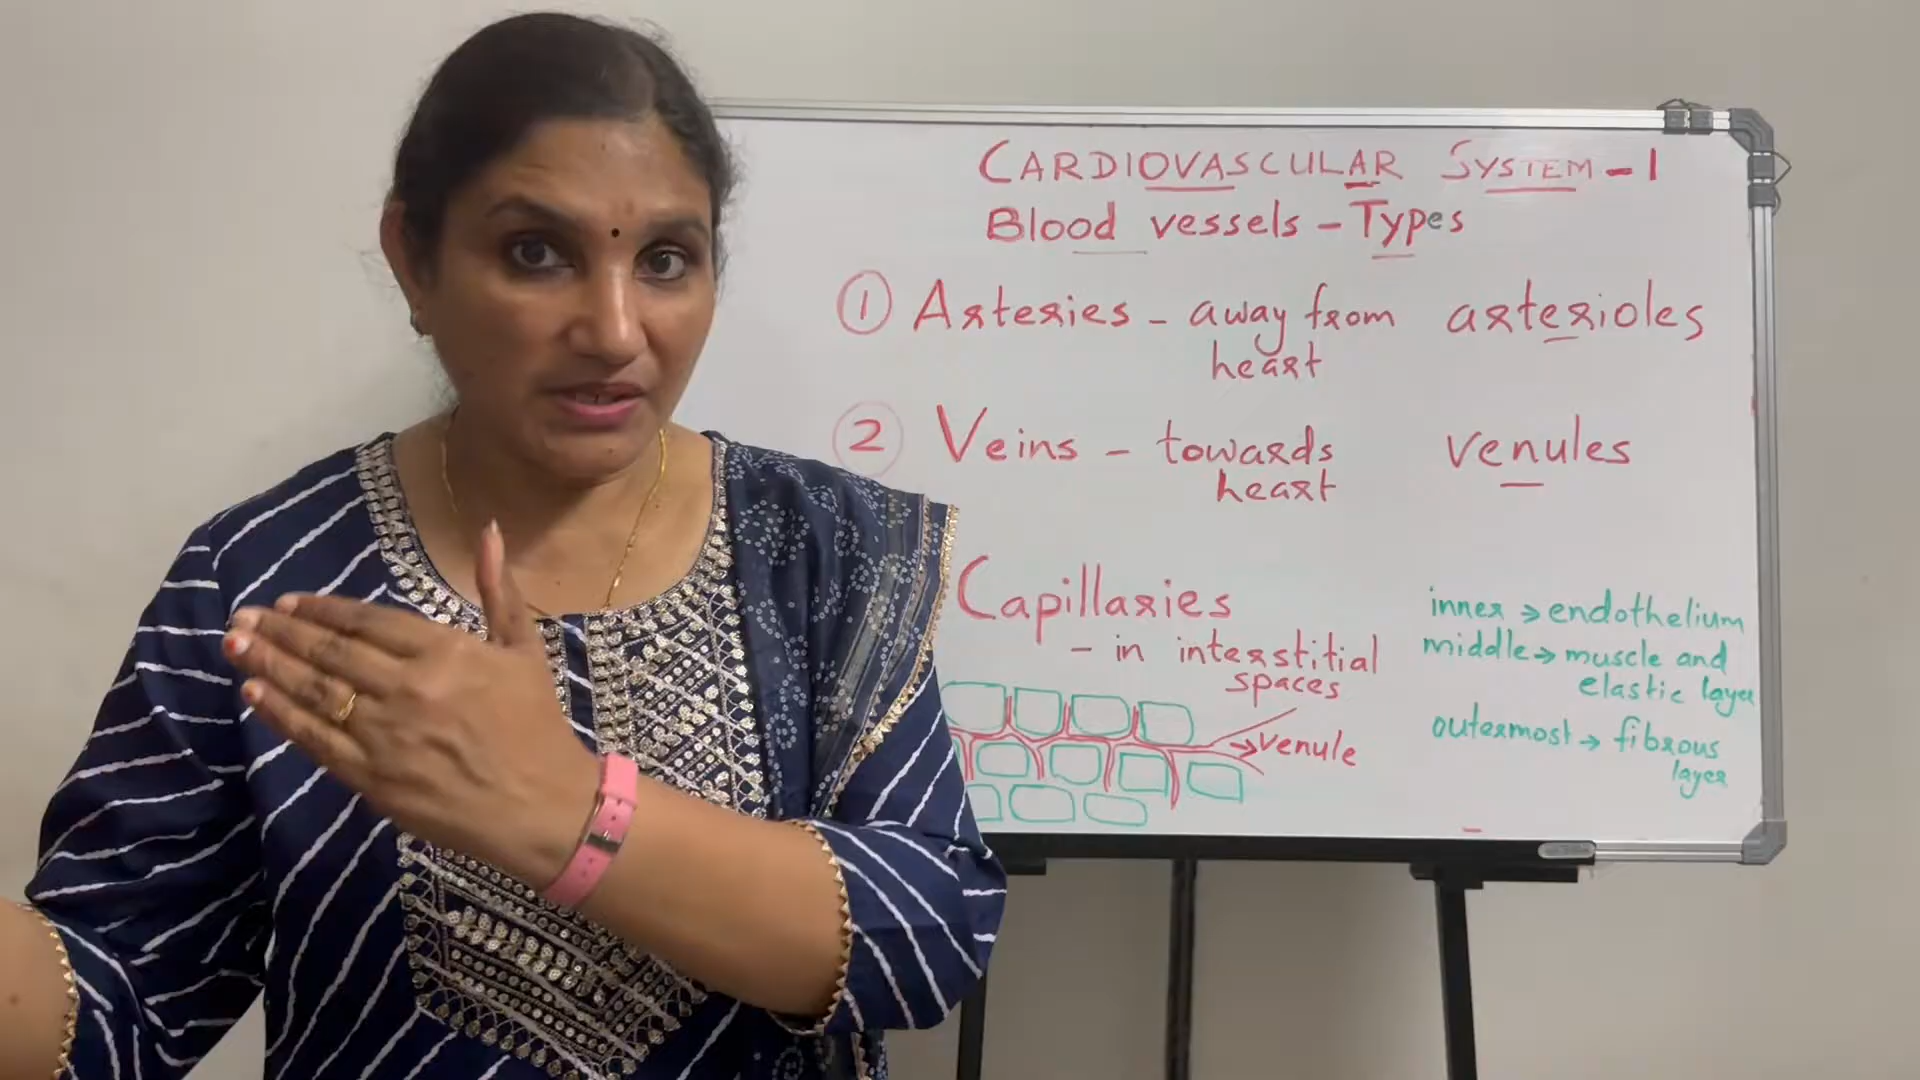 CARDIOVASCULAR SYSTEM - 1
Blood vessels - Types
① Arteries - away from heart arterioles
② Veins - towards heart venules
Capillaries
- in interstitial spaces
→ venule
inner → endothelium
middle → muscle and elastic layer
outermost → fibrous layer